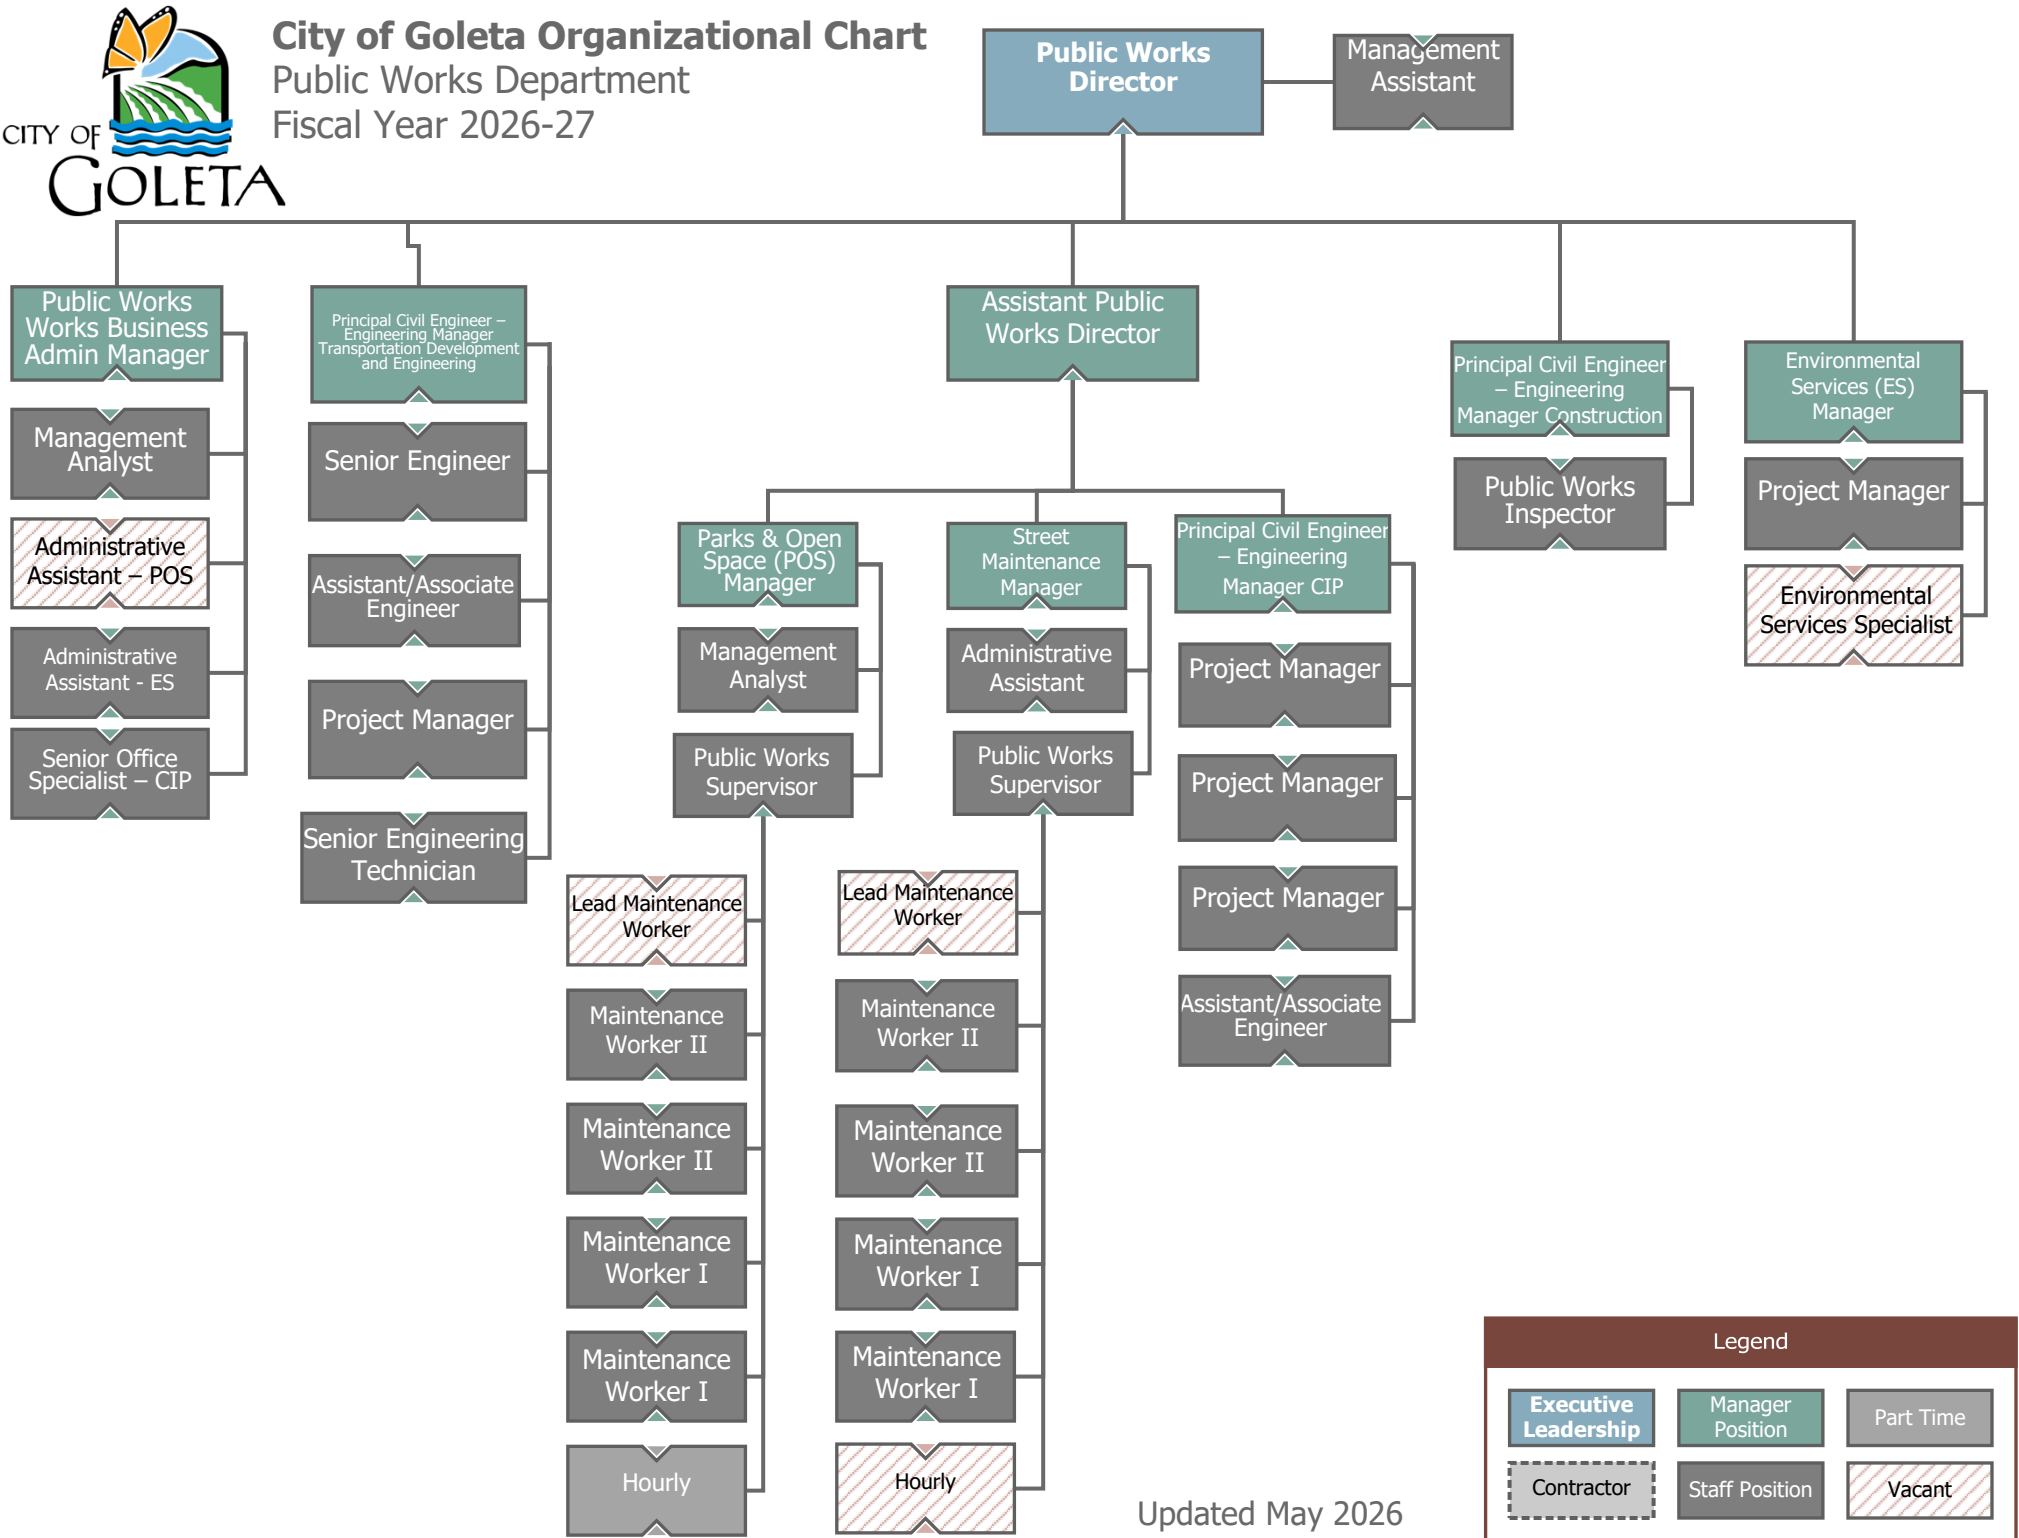 City of Goleta Organizational Chart
Public Works Department
Fiscal Year 2026-27
CITY OF
GOLETA
Public Works
Director
Management
Assistant
Public Works
Works Business
Admin Manager
Management
Analyst
Administrative
Assistant – POS
Administrative
Assistant - ES
Senior Office
Specialist – CIP
Principal Civil Engineer –
Engineering Manager
Transportation Development
and Engineering
Senior Engineer
Assistant/Associate
Engineer
Project Manager
Senior Engineering
Technician
Assistant Public
Works Director
Parks & Open
Space (POS)
Manager
Management
Analyst
Public Works
Supervisor
Lead Maintenance
Worker
Maintenance
Worker II
Maintenance
Worker II
Maintenance
Worker I
Maintenance
Worker I
Hourly
Street
Maintenance
Manager
Administrative
Assistant
Public Works
Supervisor
Lead Maintenance
Worker
Maintenance
Worker II
Maintenance
Worker II
Maintenance
Worker I
Maintenance
Worker I
Hourly
Principal Civil Engineer
– Engineering
Manager CIP
Project Manager
Project Manager
Project Manager
Assistant/Associate
Engineer
Principal Civil Engineer
– Engineering
Manager Construction
Public Works
Inspector
Environmental
Services (ES)
Manager
Project Manager
Environmental
Services Specialist
Updated May 2026
Legend
Executive
Leadership
Manager
Position
Part Time
Contractor
Staff Position
Vacant